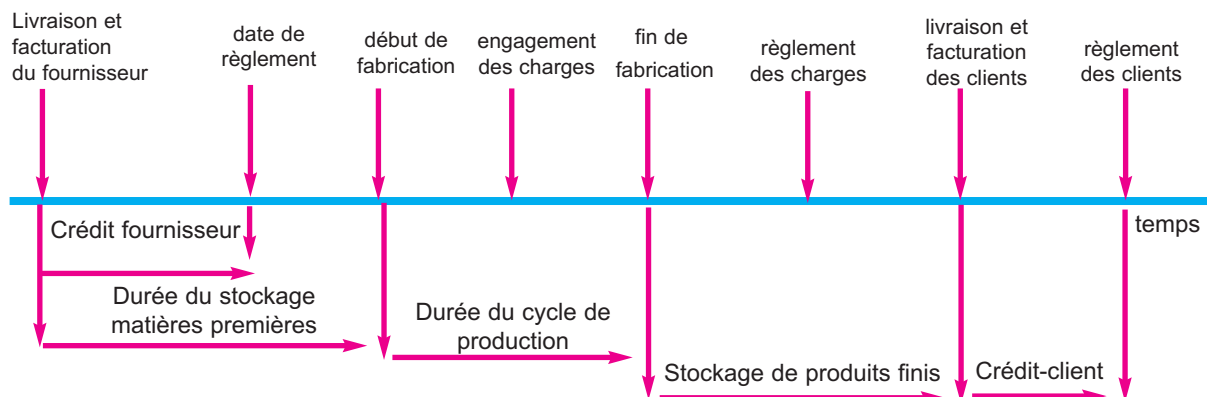 Livraison et
facturation
du fournisseur
date de
règlement
début de
fabrication
engagement
des charges
fin de
fabrication
règlement
des charges
livraison et
facturation
des clients
règlement
des clients
Crédit fournisseur
temps
Durée du stockage
matières premières
Durée du cycle de
production
Stockage de produits finis
Crédit-client